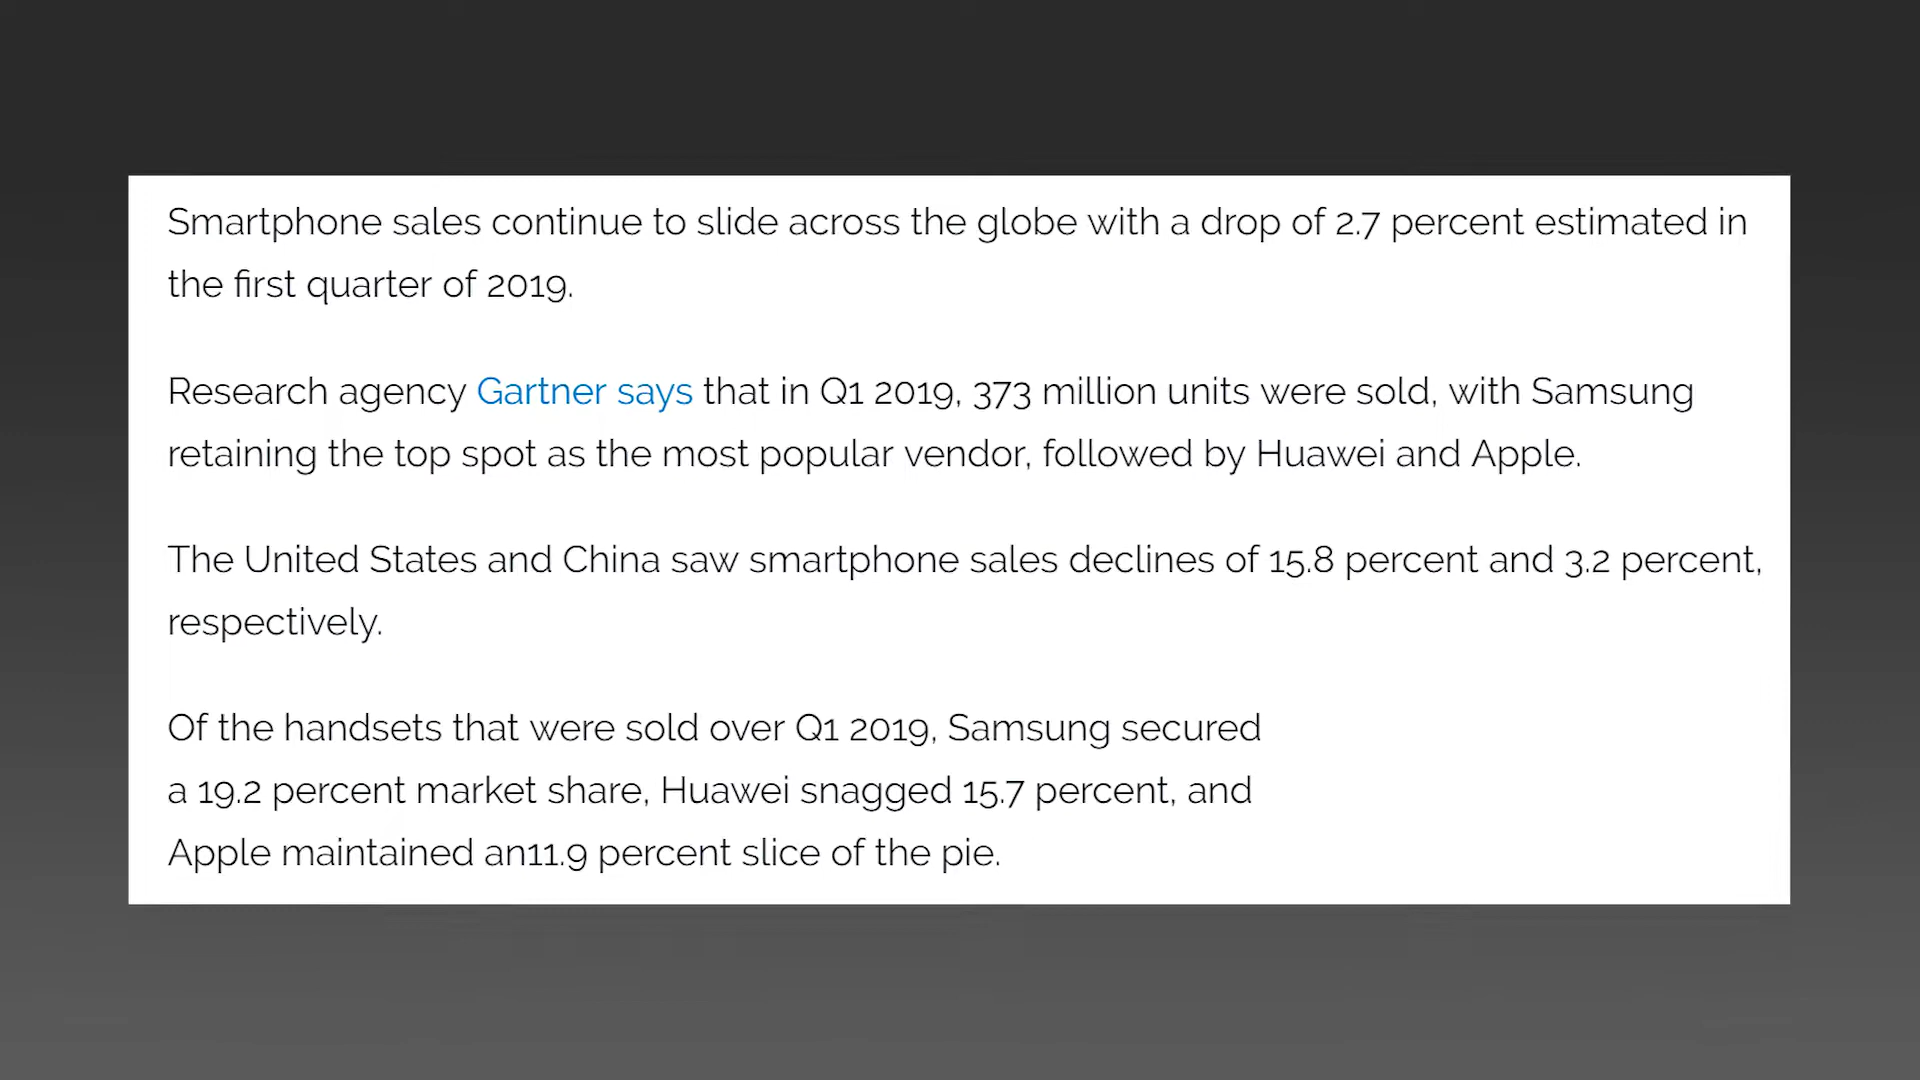 Smartphone sales continue to slide across the globe with a drop of 2.7 percent estimated in
the first quarter of 2019.
Research agency Gartner says that in Q1 2019, 373 million units were sold, with Samsung
retaining the top spot as the most popular vendor, followed by Huawei and Apple.
The United States and China saw smartphone sales declines of 15.8 percent and 3.2 percent,
respectively.
Of the handsets that were sold over Q1 2019, Samsung secured
a 19.2 percent market share, Huawei snagged 15.7 percent, and
Apple maintained an11.9 percent slice of the pie.